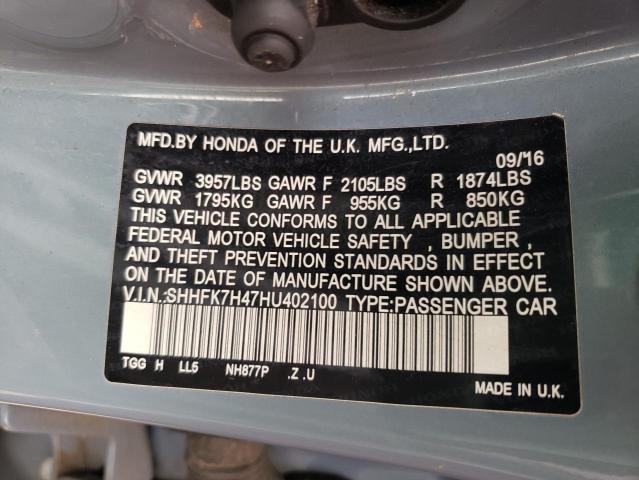 MFD.BY HONDA OF THE U.K. MFG.,LTD.
09/16
GVWR 3957LBS GAWR F 2105LBS R 1874LBS
GVWR 1795KG GAWR F 955KG R 850KG
THIS VEHICLE CONFORMS TO ALL APPLICABLE
FEDERAL MOTOR VEHICLE SAFETY , BUMPER ,
AND THEFT PREVENTION STANDARDS IN EFFECT
ON THE DATE OF MANUFACTURE SHOWN ABOVE.
V.I.N.:SHHFK7H47HU402100 TYPE:PASSENGER CAR
TGG H LL5 NH877P .Z .U
MADE IN U.K.